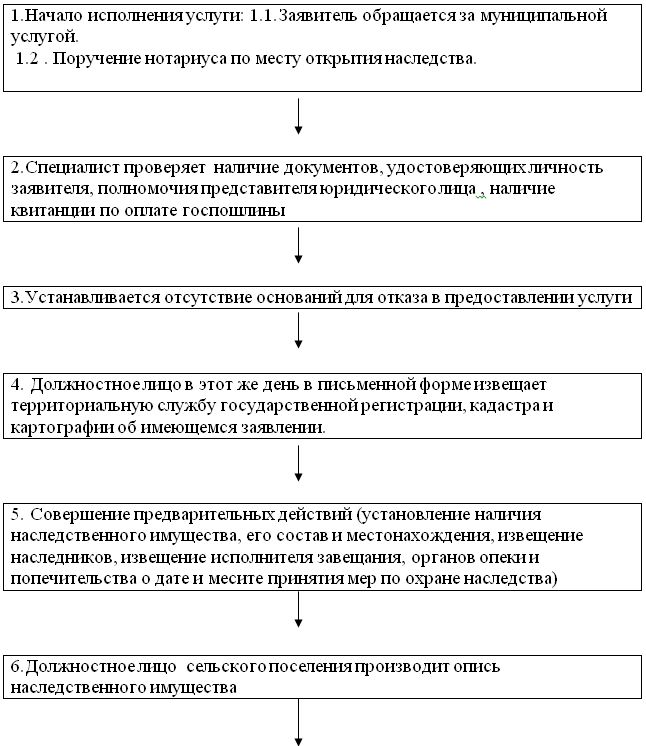 1.Начало исполнения услуги: 1.1.Заявитель обращается за муниципальной
услугой.
1.2 . Поручение нотариуса по месту открытия наследства.
2.Специалист проверяет наличие документов, удостоверяющих личность
заявителя, полномочия представителя юридического лица , наличие
квитанции по оплате госпошлины
3.Устанавливается отсутствие оснований для отказа в предоставлении услуги
4. Должностное лицо в этот же день в письменной форме извещает
территориальную службу государственной регистрации, кадастра и
картографии об имеющемся заявлении.
5. Совершение предварительных действий (установление наличия
наследственного имущества, его состав и местонахождения, извещение
наследников, извещение исполнителя завещания, органов опеки и
попечительства о дате и месите принятия мер по охране наследства)
6.Должностное лицо сельского поселения производит опись
наследственного имущества